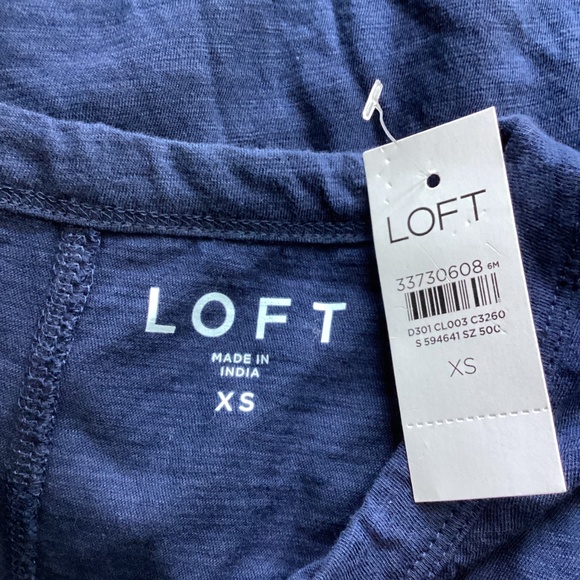 LOFT
MADE IN
INDIA
XS
LOFT
33730608 6M
D301 CL003 C3260
S 594641 SZ 500
XS